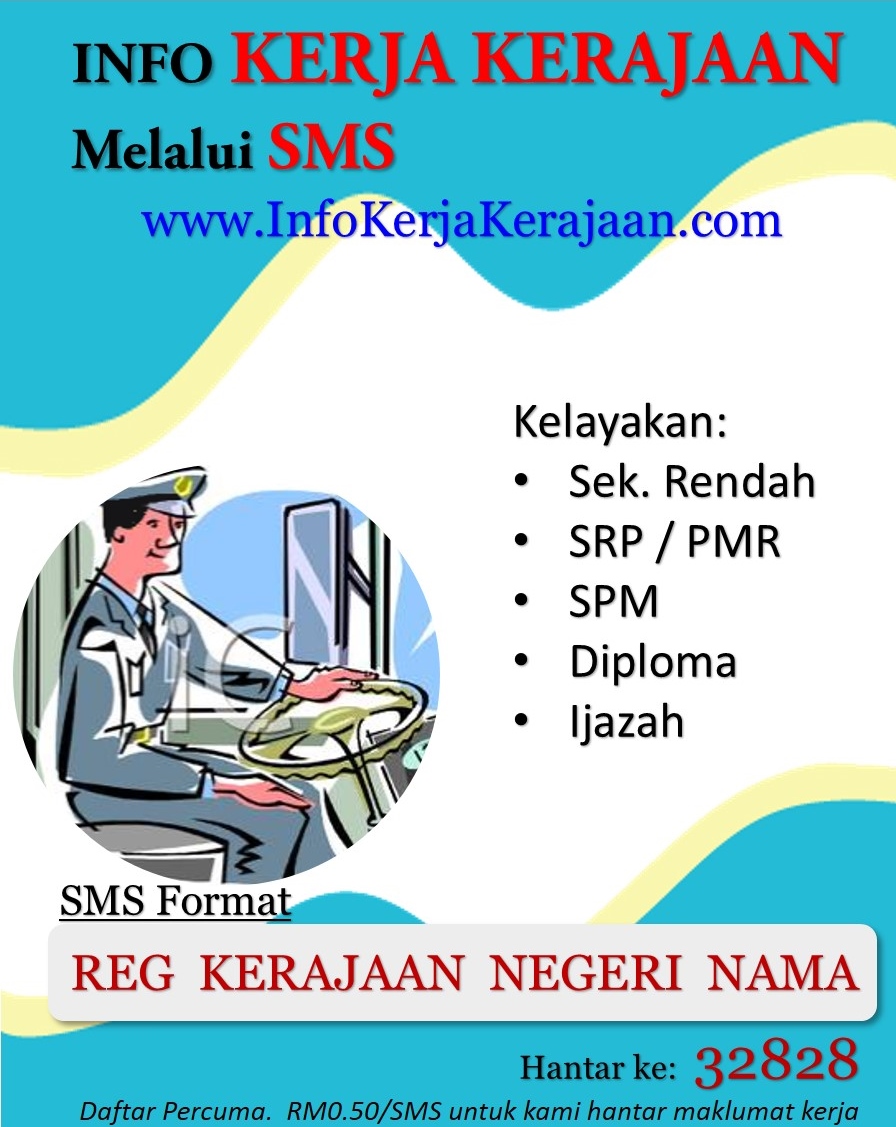 INFO KERJA KERAJAAN
Melalui SMS
www.InfoKerjaKerajaan.com
Kelayakan:
• Sek. Rendah
• SRP / PMR
• SPM
• Diploma
• Ijazah
iC
SMS Format
REG KERAJAAN NEGERI NAMA
Hantar ke: 32828
Daftar Percuma. RM0.50/SMS untuk kami hantar maklumat kerja